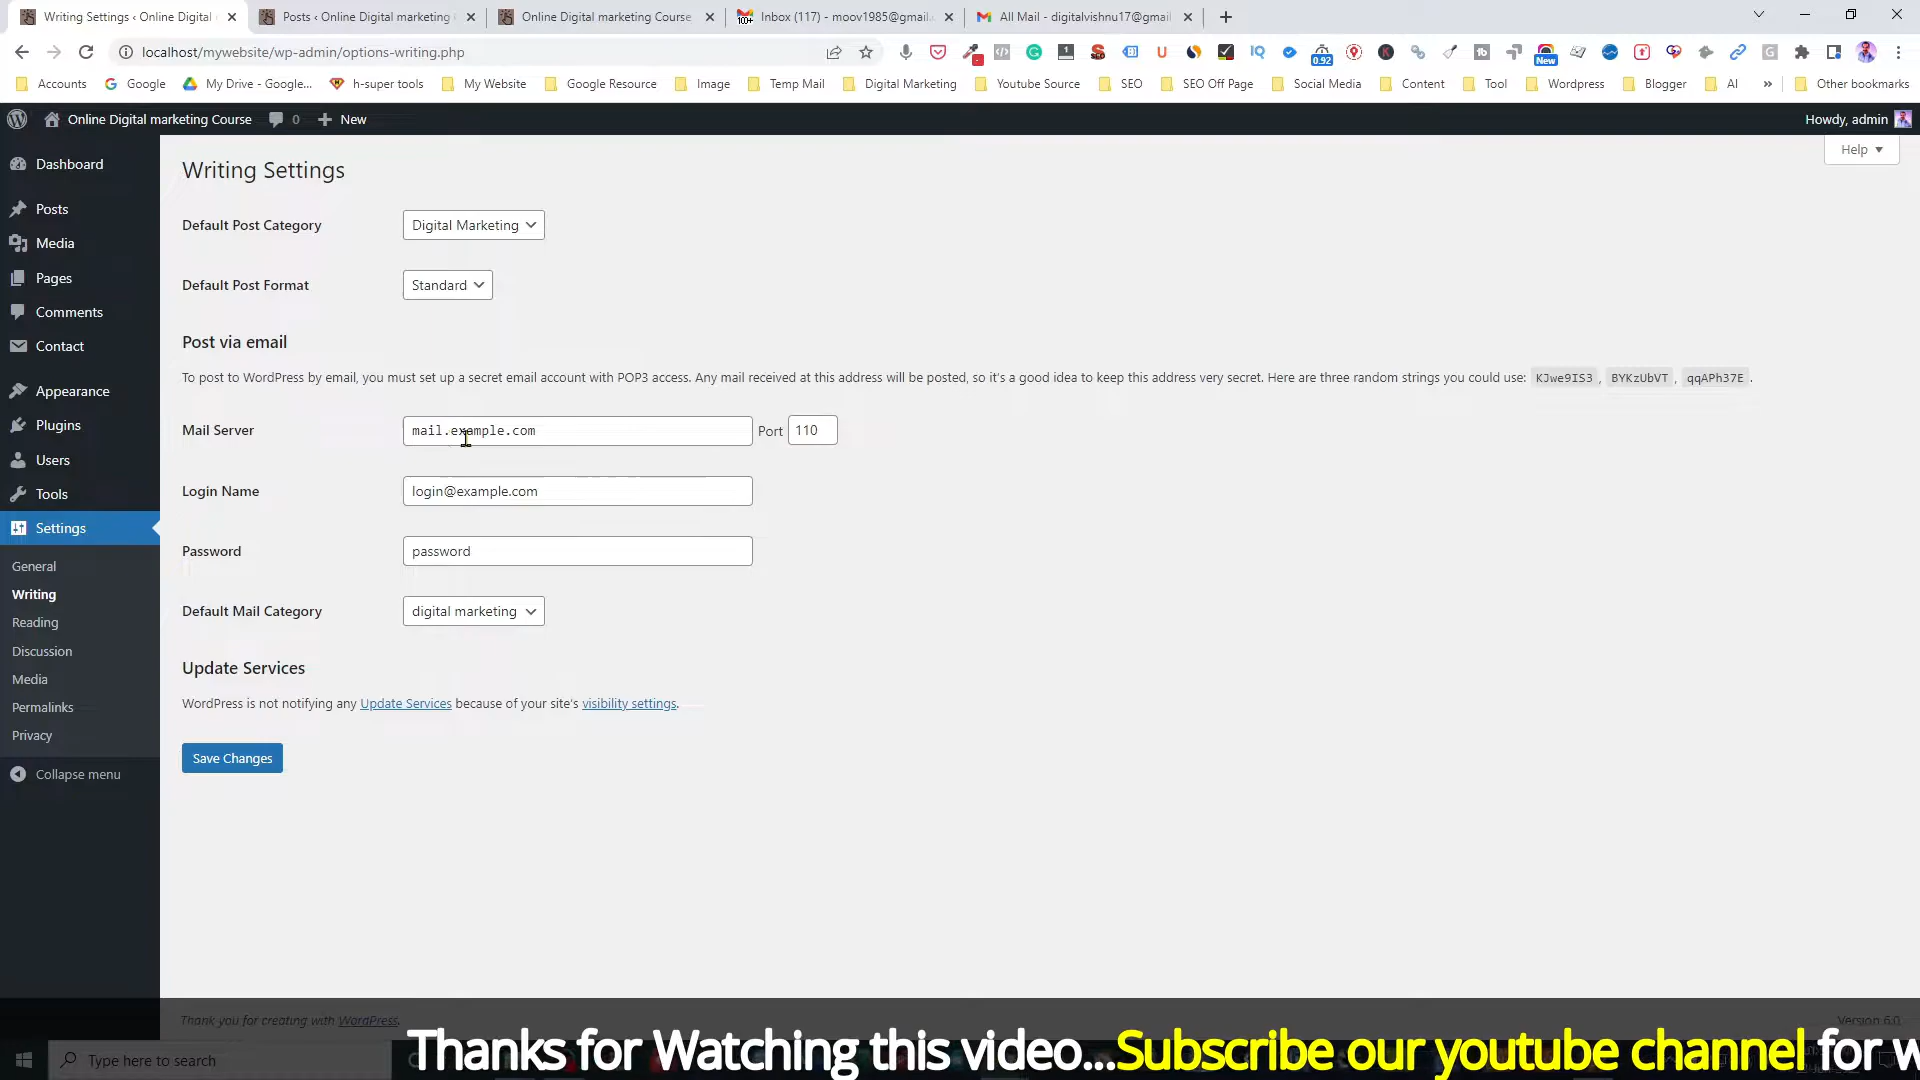 Writing Settings ‹ Online Digital
Posts ‹ Online Digital marketing
Online Digital marketing Course
Inbox (117) - moov1985@gmail.
All Mail - digitalvishnu17@gmail
localhost/mywebsite/wp-admin/options-writing.php
0.92
New
Accounts
Google
My Drive - Google...
h-super tools
My Website
Google Resource
Image
Temp Mail
Digital Marketing
Youtube Source
SEO
SEO Off Page
Social Media
Content
Tool
Wordpress
Blogger
AI
»
Other bookmarks
Online Digital marketing Course
0
New
Howdy, admin
Help
Dashboard
Posts
Media
Pages
Comments
Contact
Appearance
Plugins
Users
Tools
Settings
General
Writing
Reading
Discussion
Media
Permalinks
Privacy
Collapse menu
Writing Settings
Default Post Category Digital Marketing
Default Post Format Standard
Post via email
To post to WordPress by email, you must set up a secret email account with POP3 access. Any mail received at this address will be posted, so it's a good idea to keep this address very secret. Here are three random strings you could use: KJwe9IS3 , BYKzUbVT , qqAPh37E .
Mail Server mail.example.com Port 110
Login Name login@example.com
Password password
Default Mail Category digital marketing
Update Services
WordPress is not notifying any Update Services because of your site's visibility settings.
Save Changes
Thank you for creating with WordPress.
Version 6.0
Type here to search
Thanks for Watching this video...Subscribe our youtube channel for